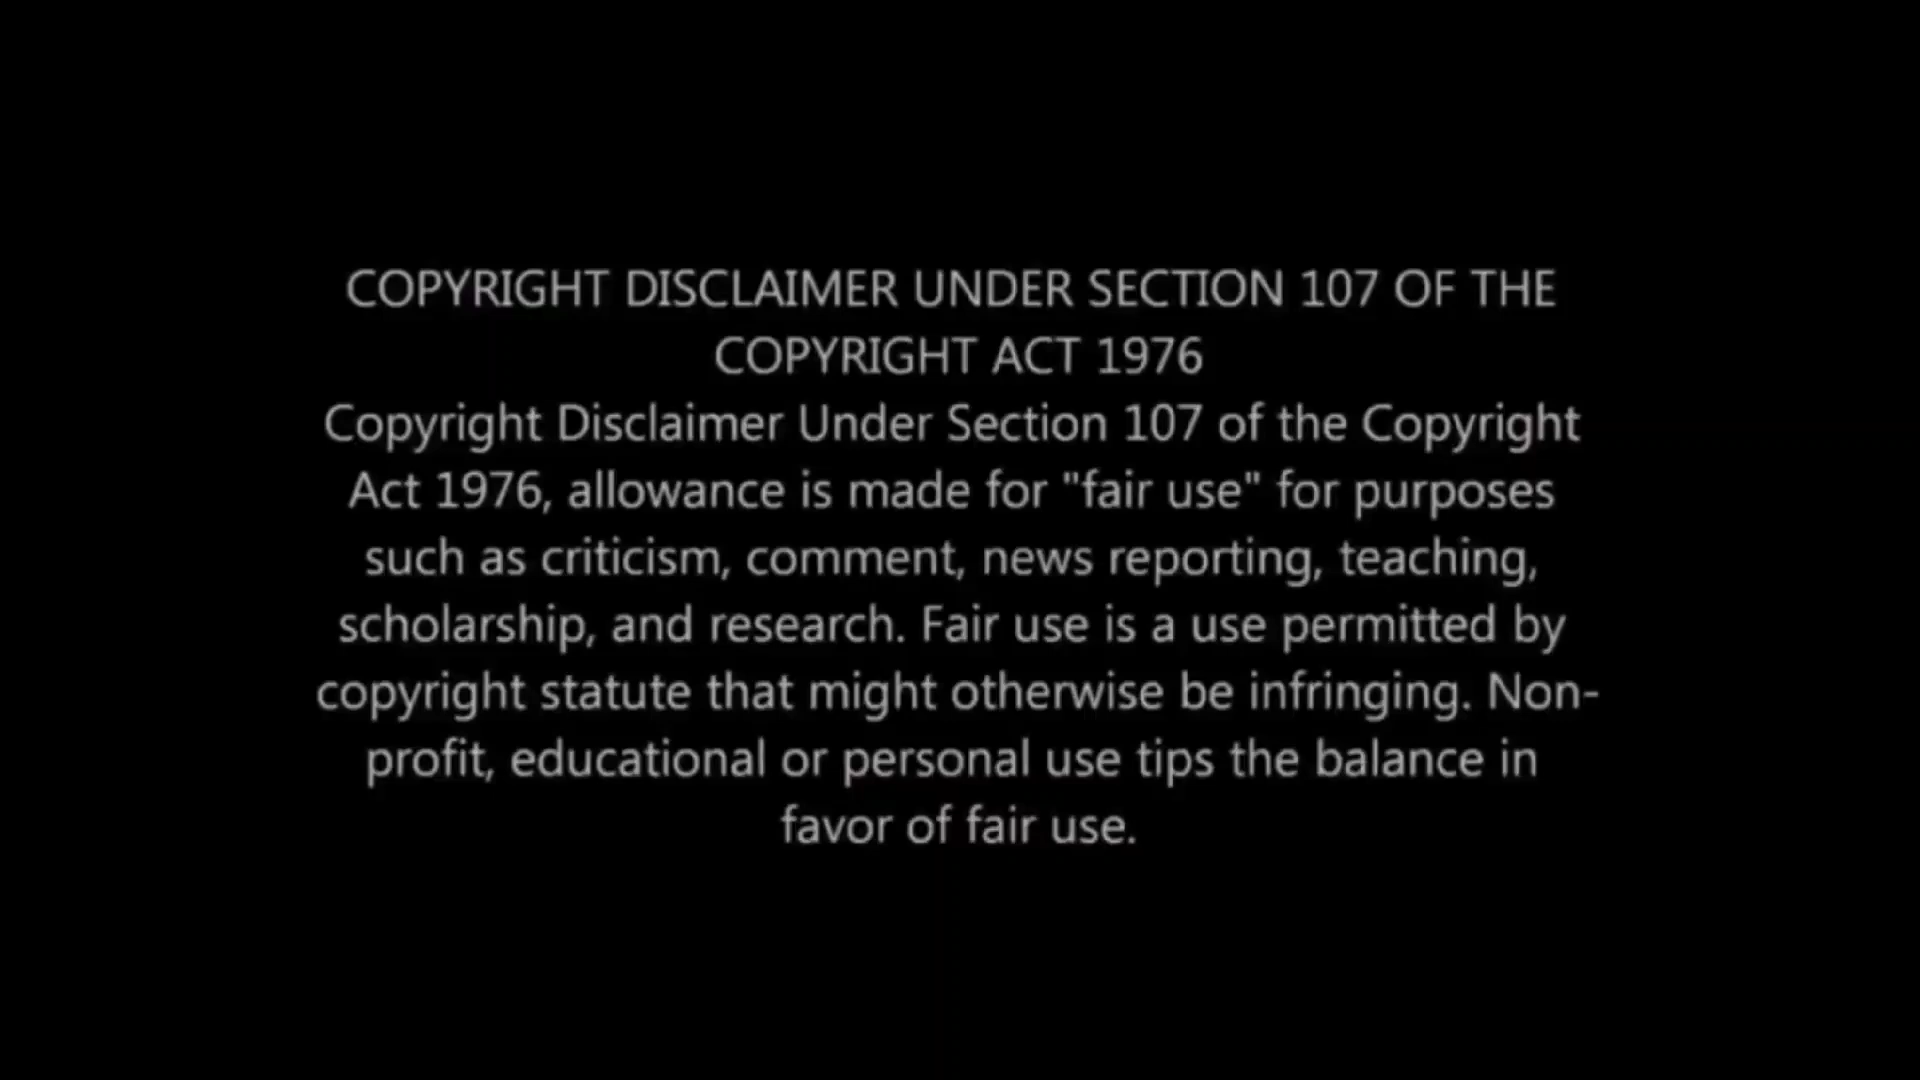 COPYRIGHT DISCLAIMER UNDER SECTION 107 OF THE
COPYRIGHT ACT 1976
Copyright Disclaimer Under Section 107 of the Copyright
Act 1976, allowance is made for "fair use" for purposes
such as criticism, comment, news reporting, teaching,
scholarship, and research. Fair use is a use permitted by
copyright statute that might otherwise be infringing. Non-
profit, educational or personal use tips the balance in
favor of fair use.